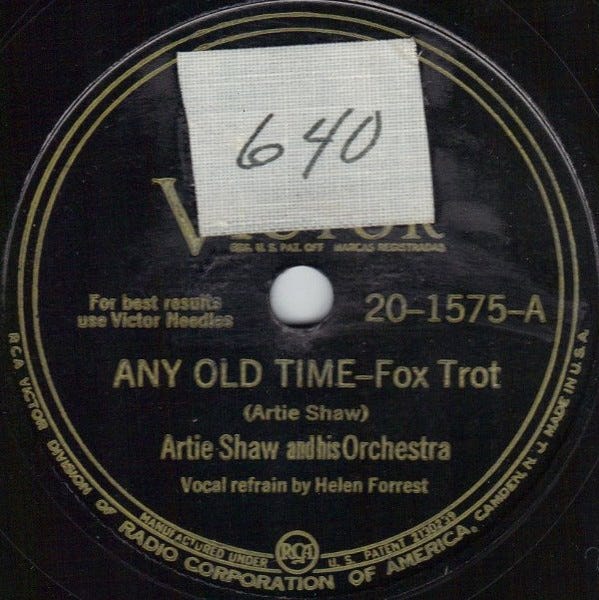 640
VICTOR
REG. U.S. PAT. OFF. MARCAS REGISTRADAS
For best results
use Victor Needles
20-1575-A
ANY OLD TIME-Fox Trot
(Artie Shaw)
Artie Shaw and his Orchestra
Vocal refrain by Helen Forrest
MANUFACTURED UNDER RCA U.S. PATENT 2130239
RCA VICTOR DIVISION OF RADIO CORPORATION OF AMERICA, CAMDEN, N. J. MADE IN U.S.A.